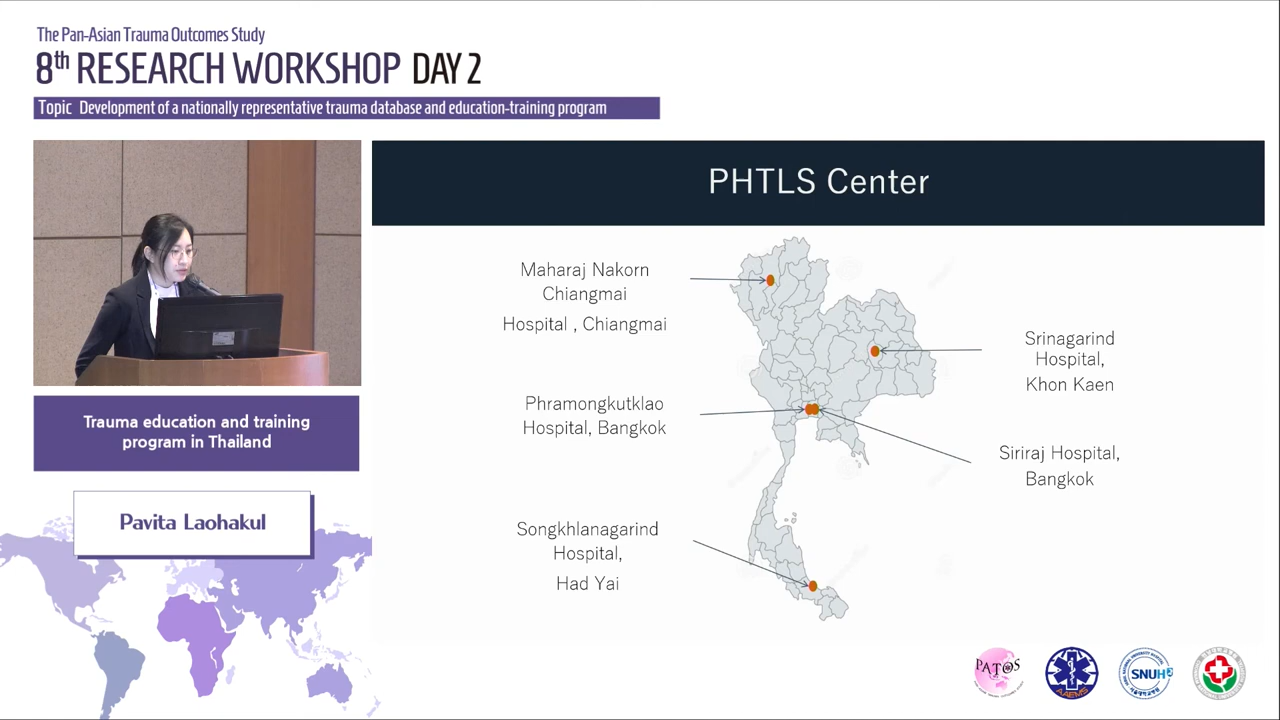 The Pan-Asian Trauma Outcomes Study
8th RESEARCH WORKSHOP DAY 2
Topic Development of a nationally representative trauma database and education-training program
PHTLS Center
Maharaj Nakorn
Chiangmai
Hospital , Chiangmai
Srinagarind
Hospital,
Khon Kaen
Phramongkutklao
Hospital, Bangkok
Siriraj Hospital,
Bangkok
Songkhlanagarind
Hospital,
Had Yai
Trauma education and training
program in Thailand
Pavita Laohakul
PATOS
AAEMS
SNUH